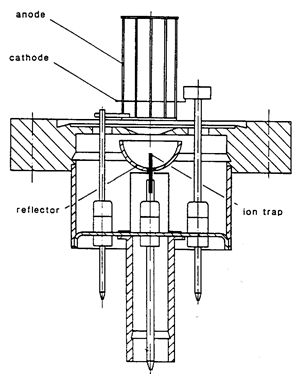 anode
cathode
reflector
ion trap